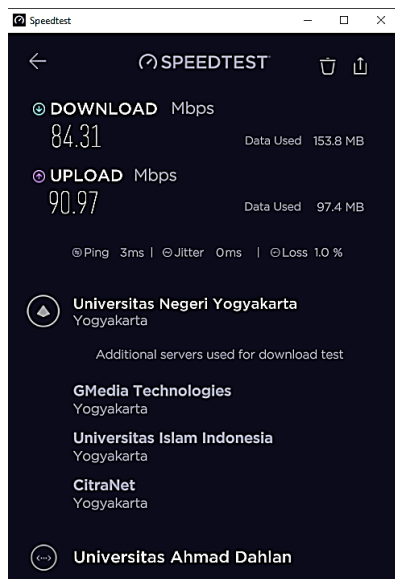 Speedtest
SPEEDTEST
DOWNLOAD Mbps
84.31
Data Used 153.8 MB
UPLOAD Mbps
90.97
Data Used 97.4 MB
Ping 3ms | Jitter 0ms | Loss 1.0 %
Universitas Negeri Yogyakarta
Yogyakarta
Additional servers used for download test
GMedia Technologies
Yogyakarta
Universitas Islam Indonesia
Yogyakarta
CitraNet
Yogyakarta
Universitas Ahmad Dahlan